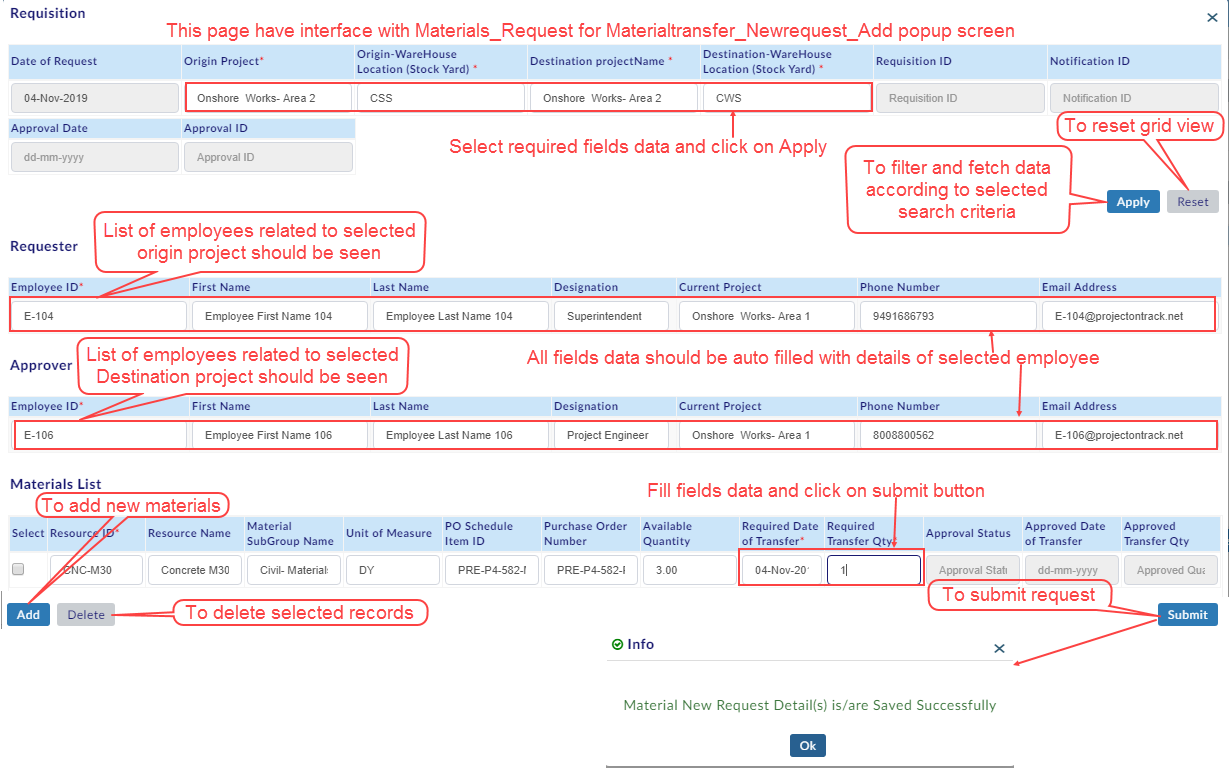 Requisition
This page have interface with Materials_Request for Materialtransfer_Newrequest_Add popup screen
Date of Request
Origin Project*
Origin-WareHouse
Location (Stock Yard) *
Destination projectName *
Destination-WareHouse
Location (Stock Yard) *
Requisition ID
Notification ID
04-Nov-2019
Onshore Works- Area 2
CSS
Onshore Works- Area 2
CWS
Requisition ID
Notification ID
Approval Date
Approval ID
To reset grid view
dd-mm-yyyy
Approval ID
Select required fields data and click on Apply
To filter and fetch data
according to selected
search criteria
Apply
Reset
List of employees related to selected
origin project should be seen
Requester
Employee ID*
First Name
Last Name
Designation
Current Project
Phone Number
Email Address
E-104
Employee First Name 104
Employee Last Name 104
Superintendent
Onshore Works- Area 1
9491686793
E-104@projectontrack.net
List of employees related to selected
Destination project should be seen
All fields data should be auto filled with details of selected employee
Approver
Employee ID*
First Name
Last Name
Designation
Current Project
Phone Number
Email Address
E-106
Employee First Name 106
Employee Last Name 106
Project Engineer
Onshore Works- Area 1
8008800562
E-106@projectontrack.net
Materials List
To add new materials
Fill fields data and click on submit button
Select
Resource ID*
Resource Name
Material
SubGroup Name
Unit of Measure
PO Schedule
Item ID
Purchase Order
Number
Available
Quantity
Required Date
of Transfer*
Required
Transfer Qty
Approval Status
Approved Date
of Transfer
Approved
Transfer Qty
CNC-M30
Concrete M30
Civil- Materials
DY
PRE-P4-582-
PRE-P4-582-
3.00
04-Nov-20
1
Approval Stat
dd-mm-yyyy
Approved Qua
To submit request
Add
Delete
To delete selected records
Submit
Info
Material New Request Detail(s) is/are Saved Successfully
Ok